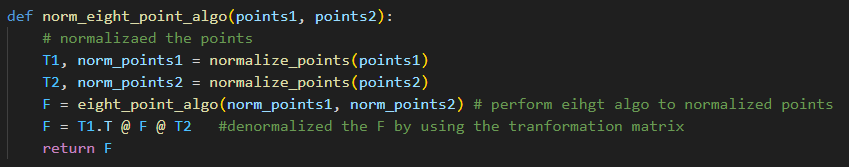 def norm_eight_point_algo(points1, points2):
    # normalizaed the points
    T1, norm_points1 = normalize_points(points1)
    T2, norm_points2 = normalize_points(points2)
    F = eight_point_algo(norm_points1, norm_points2) # perform eihgt algo to normalized points
    F = T1.T @ F @ T2   #denormalized the F by using the tranformation matrix
    return F